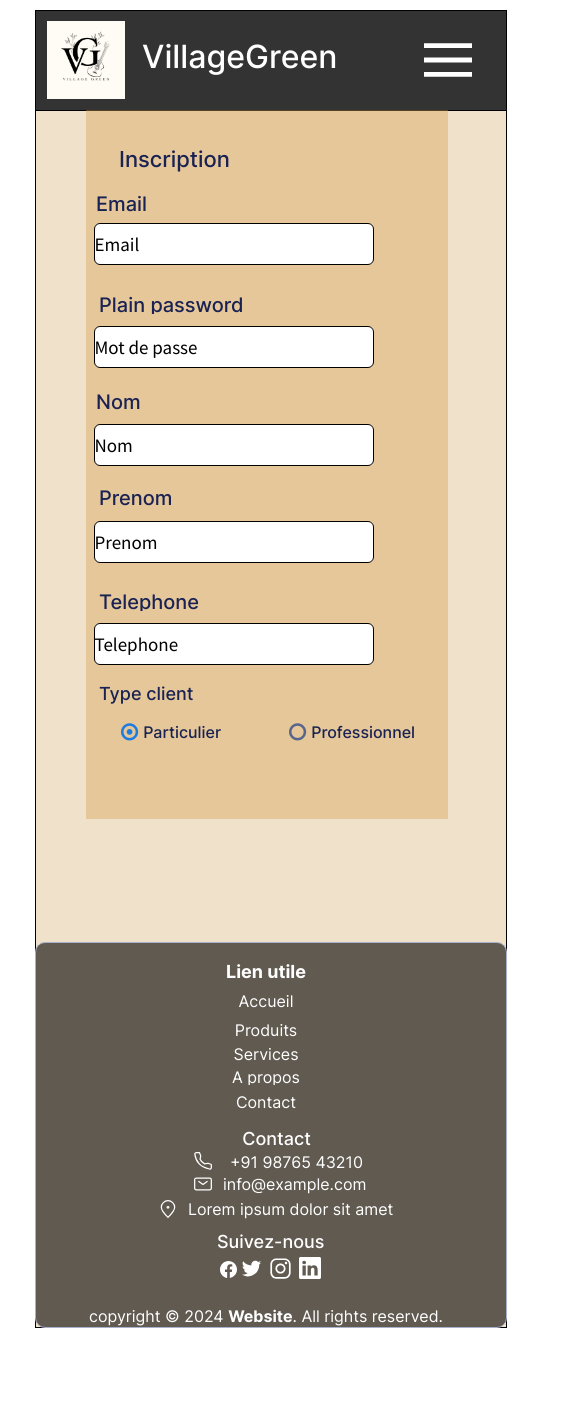 VG
VILLAGE GREEN
VillageGreen
Inscription
Email
Email
Plain password
Mot de passe
Nom
Nom
Prenom
Prenom
Telephone
Telephone
Type client
Particulier Professionnel
Lien utile
Accueil
Produits
Services
A propos
Contact
Contact
+91 98765 43210
info@example.com
Lorem ipsum dolor sit amet
Suivez-nous
copyright © 2024 Website. All rights reserved.